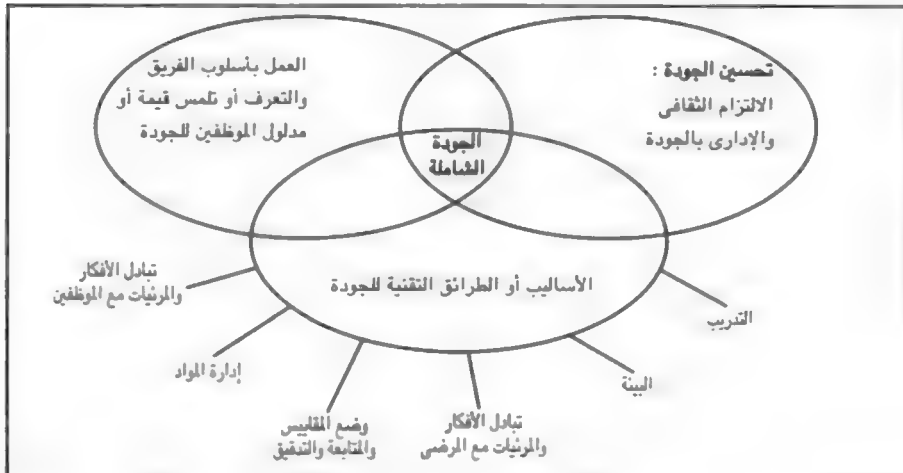 تحسين الجودة :
الالتزام الثقافى
والإدارى بالجودة
العمل بأسلوب الفريق
والتعرف أو تلمس قيمة أو
مدلول الموظفين للجودة
الجودة
الشاملة
الأساليب أو الطرائق التقنية للجودة
التدريب
البيئة
تبادل الأفكار
والمرئيات مع المرضى
وضع المقاييس
والمتابعة والتدقيق
إدارة المواد
تبادل الأفكار
والمرئيات مع الموظفين